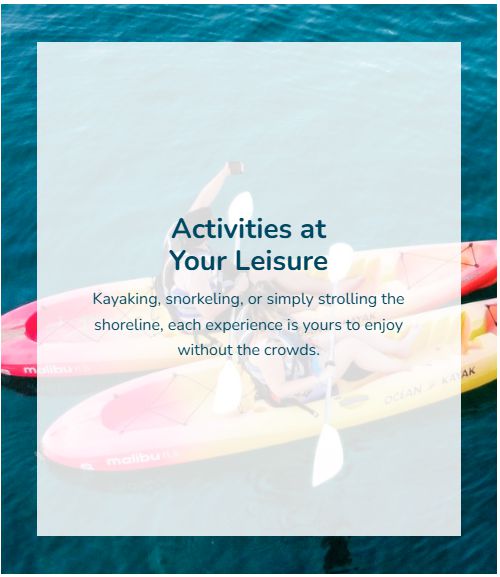 Activities at
Your Leisure
Kayaking, snorkeling, or simply strolling the
shoreline, each experience is yours to enjoy
without the crowds.
malibu
OCEAN KAYAK
malibu